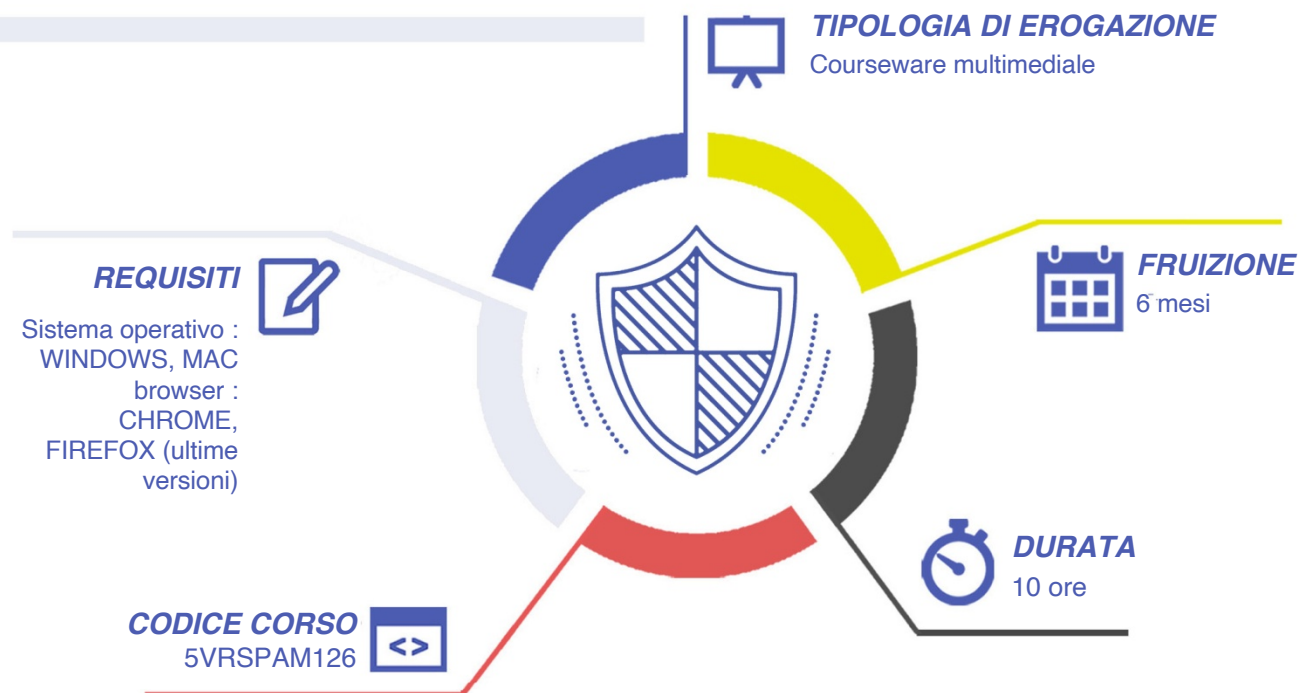 TIPOLOGIA DI EROGAZIONE
Courseware multimediale
FRUIZIONE
6 mesi
REQUISITI
Sistema operativo :
WINDOWS, MAC
browser :
CHROME,
FIREFOX (ultime
versioni)
DURATA
10 ore
CODICE CORSO
5VRSPAM126
<>